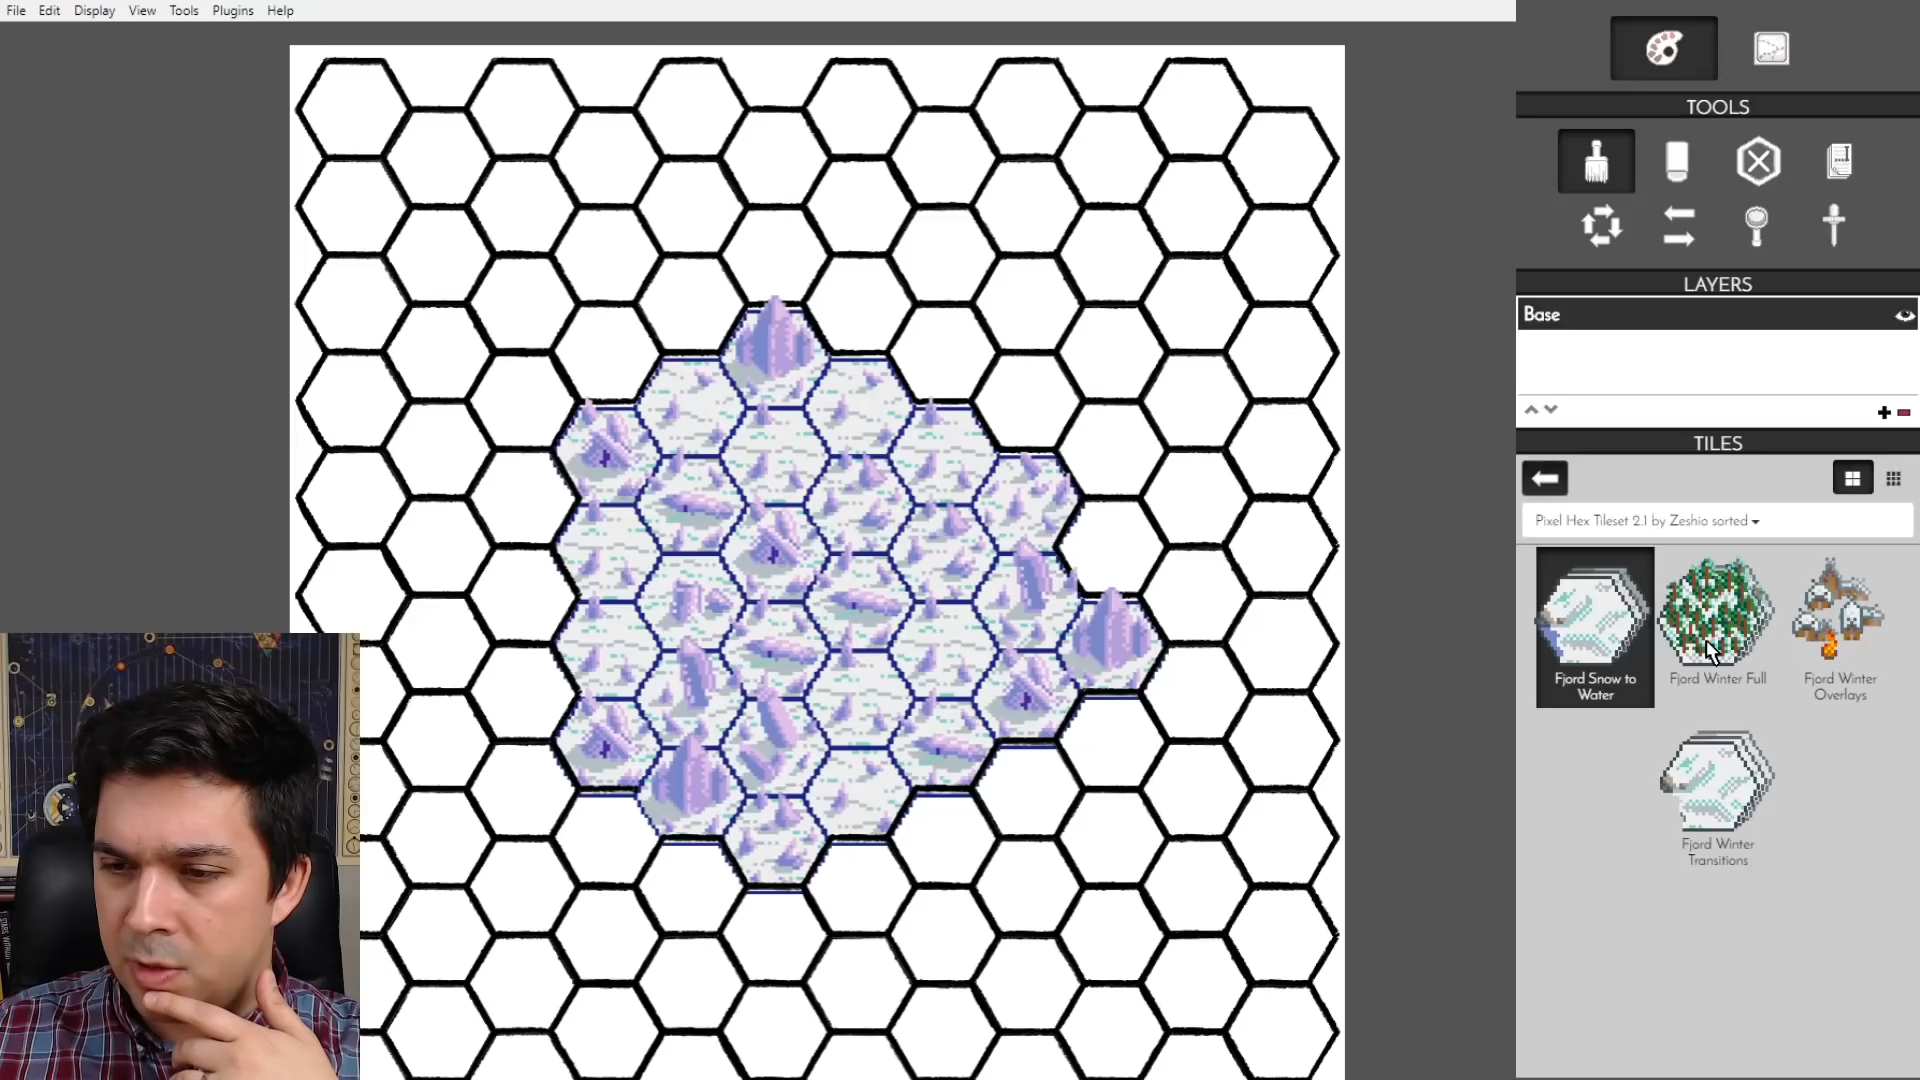 File Edit Display View Tools Plugins Help
TOOLS
LAYERS
Base
TILES
Pixel Hex Tileset 2.1 by Zeshio sorted
Fjord Snow to
Water
Fjord Winter Full
Fjord Winter
Overlays
Fjord Winter
Transitions